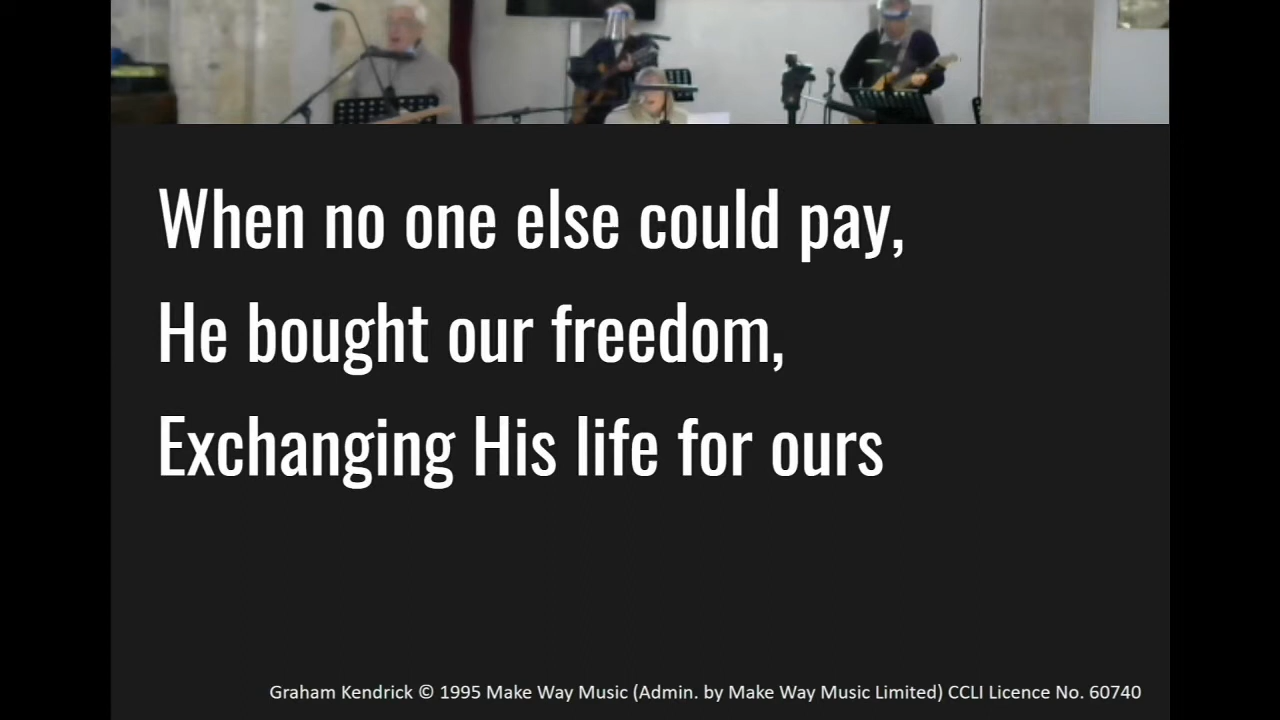 When no one else could pay,
He bought our freedom,
Exchanging His life for ours
Graham Kendrick © 1995 Make Way Music (Admin. by Make Way Music Limited) CCLI Licence No. 60740